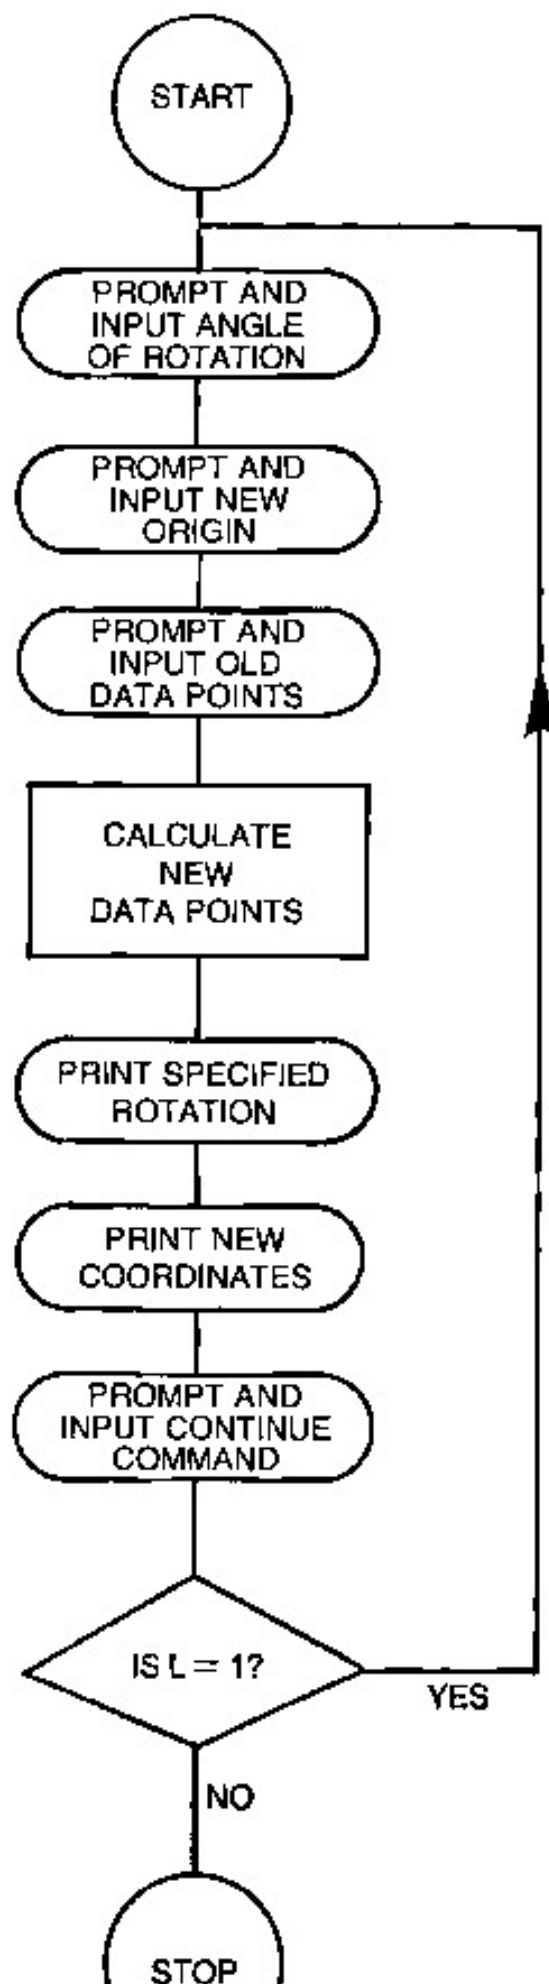 START
PROMPT AND
INPUT ANGLE
OF ROTATION
PROMPT AND
INPUT NEW
ORIGIN
PROMPT AND
INPUT OLD
DATA POINTS
CALCULATE
NEW
DATA POINTS
PRINT SPECIFIED
ROTATION
PRINT NEW
COORDINATES
PROMPT AND
INPUT CONTINUE
COMMAND
IS L = 1?
YES
NO
STOP